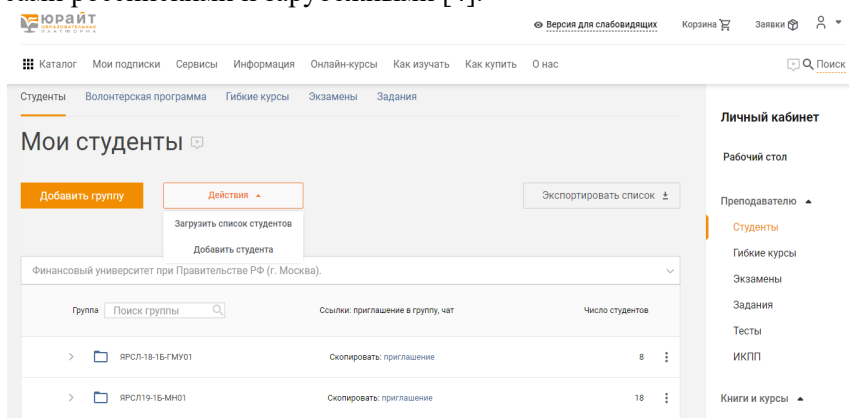 юрайт
ОБРАЗОВАТЕЛЬНАЯ
ПЛАТФОРМА
Версия для слабовидящих Корзина Заявки
Каталог Мои подписки Сервисы Информация Онлайн-курсы Как изучать Как купить О нас Поиск
Студенты Волонтерская программа Гибкие курсы Экзамены Задания
Личный кабинет
Мои студенты
Рабочий стол
Добавить группу Действия Экспортировать список
Преподавателю
Загрузить список студентов
Студенты
Добавить студента
Гибкие курсы
Финансовый университет при Правительстве РФ (г. Москва).
Экзамены
Задания
Группа Поиск группы Ссылки: приглашение в группу, чат Число студентов
Тесты
ЯРСЛ-18-1Б-ГМУ01 Скопировать: приглашение 8
ИКПП
ЯРСЛ19-1Б-МН01 Скопировать: приглашение 18
Книги и курсы